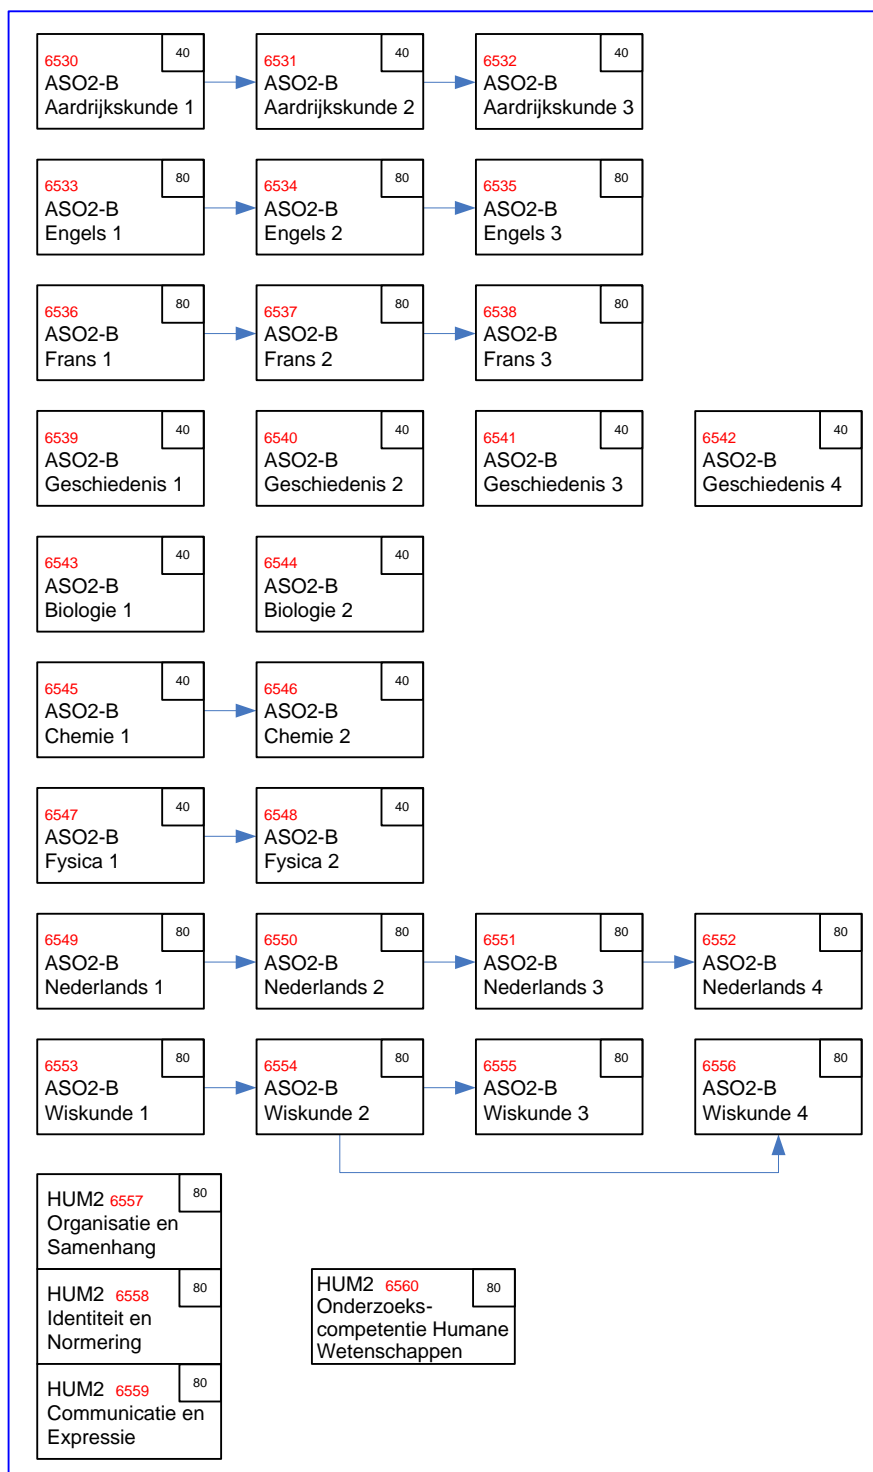 6530 40
ASO2-B
Aardrijkskunde 1
6531 40
ASO2-B
Aardrijkskunde 2
6532 40
ASO2-B
Aardrijkskunde 3
6533 80
ASO2-B
Engels 1
6534 80
ASO2-B
Engels 2
6535 80
ASO2-B
Engels 3
6536 80
ASO2-B
Frans 1
6537 80
ASO2-B
Frans 2
6538 80
ASO2-B
Frans 3
6539 40
ASO2-B
Geschiedenis 1
6540 40
ASO2-B
Geschiedenis 2
6541 40
ASO2-B
Geschiedenis 3
6542 40
ASO2-B
Geschiedenis 4
6543 40
ASO2-B
Biologie 1
6544 40
ASO2-B
Biologie 2
6545 40
ASO2-B
Chemie 1
6546 40
ASO2-B
Chemie 2
6547 40
ASO2-B
Fysica 1
6548 40
ASO2-B
Fysica 2
6549 80
ASO2-B
Nederlands 1
6550 80
ASO2-B
Nederlands 2
6551 80
ASO2-B
Nederlands 3
6552 80
ASO2-B
Nederlands 4
6553 80
ASO2-B
Wiskunde 1
6554 80
ASO2-B
Wiskunde 2
6555 80
ASO2-B
Wiskunde 3
6556 80
ASO2-B
Wiskunde 4
HUM2 6557 80
Organisatie en
Samenhang
HUM2 6558 80
Identiteit en
Normering
HUM2 6559 80
Communicatie en
Expressie
HUM2 6560 80
Onderzoeks-
competentie Humane
Wetenschappen